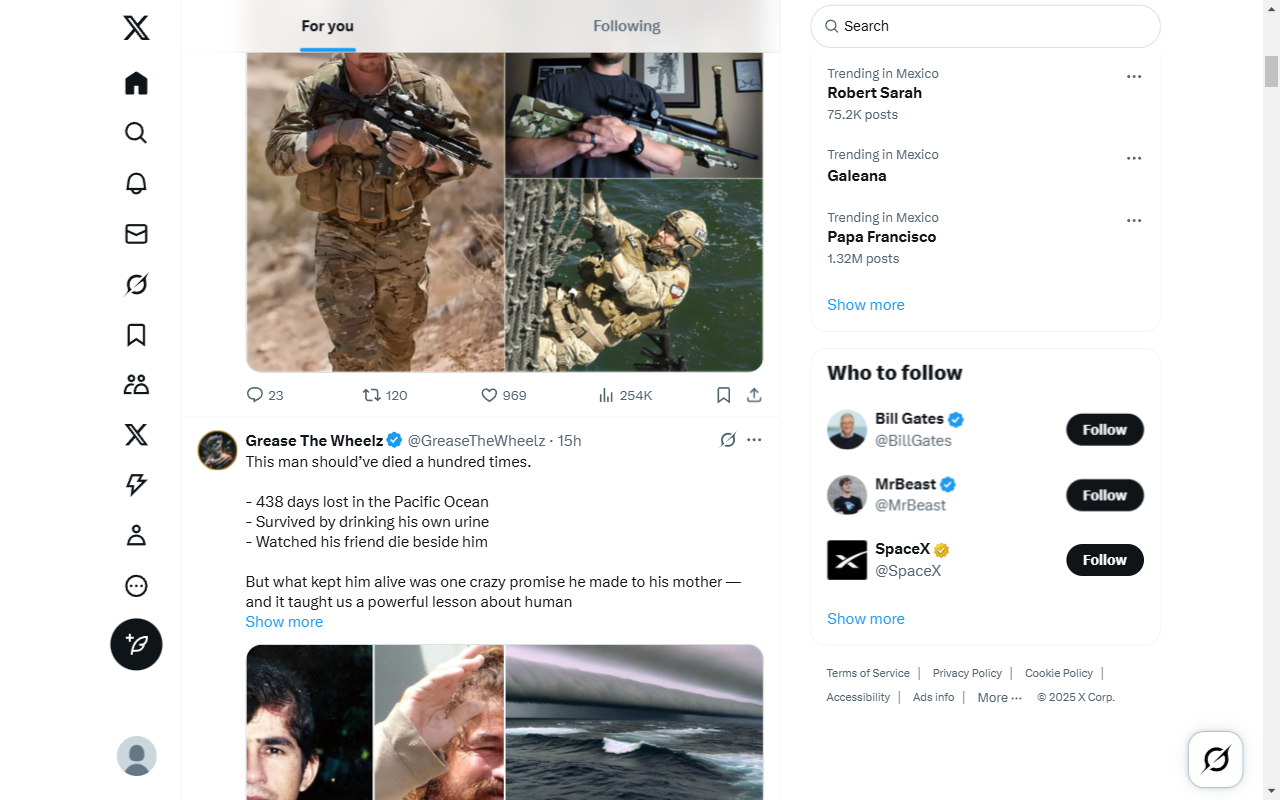 For you
Following
23
120
969
254K
Grease The Wheelz @GreaseTheWheelz · 15h
This man should’ve died a hundred times.
- 438 days lost in the Pacific Ocean
- Survived by drinking his own urine
- Watched his friend die beside him
But what kept him alive was one crazy promise he made to his mother —
and it taught us a powerful lesson about human
Show more
Search
Trending in Mexico
Robert Sarah
75.2K posts
Trending in Mexico
Galeana
Trending in Mexico
Papa Francisco
1.32M posts
Show more
Who to follow
Bill Gates
@BillGates
Follow
MrBeast
@MrBeast
Follow
SpaceX
@SpaceX
Follow
Show more
Terms of Service | Privacy Policy | Cookie Policy |
Accessibility | Ads info | More ··· © 2025 X Corp.